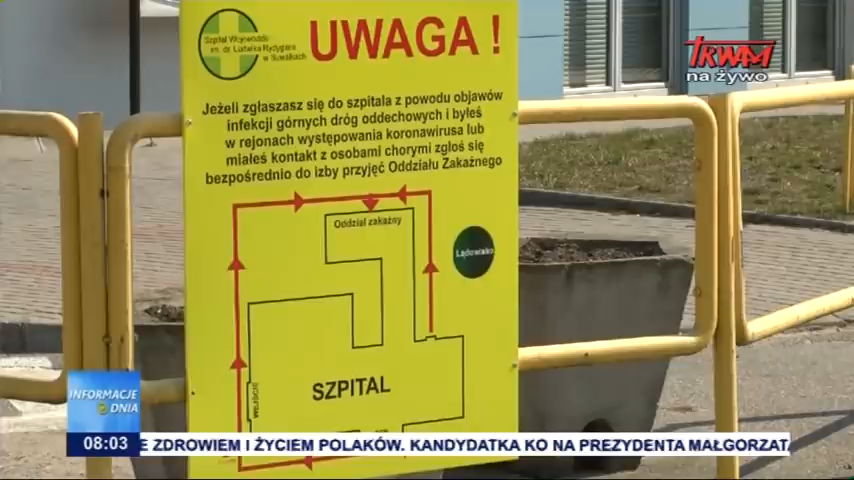 Szpital Wojewódzki
im. dr. Ludwika Rydygiera
w Suwałkach
UWAGA !
TRWAM
na żywo
Jeżeli zgłaszasz się do szpitala z powodu objawów
infekcji górnych dróg oddechowych i byłeś
w rejonach występowania koronawirusa lub
miałeś kontakt z osobami chorymi zgłoś się
bezpośrednio do izby przyjęć Oddziału Zakaźnego
Oddział zakaźny
Lądowisko
SZPITAL
WEJŚCIE
INFORMACJE
DNIA
08:03
E ZDROWIEM I ŻYCIEM POLAKÓW. KANDYDATKA KO NA PREZYDENTA MAŁGORZAT